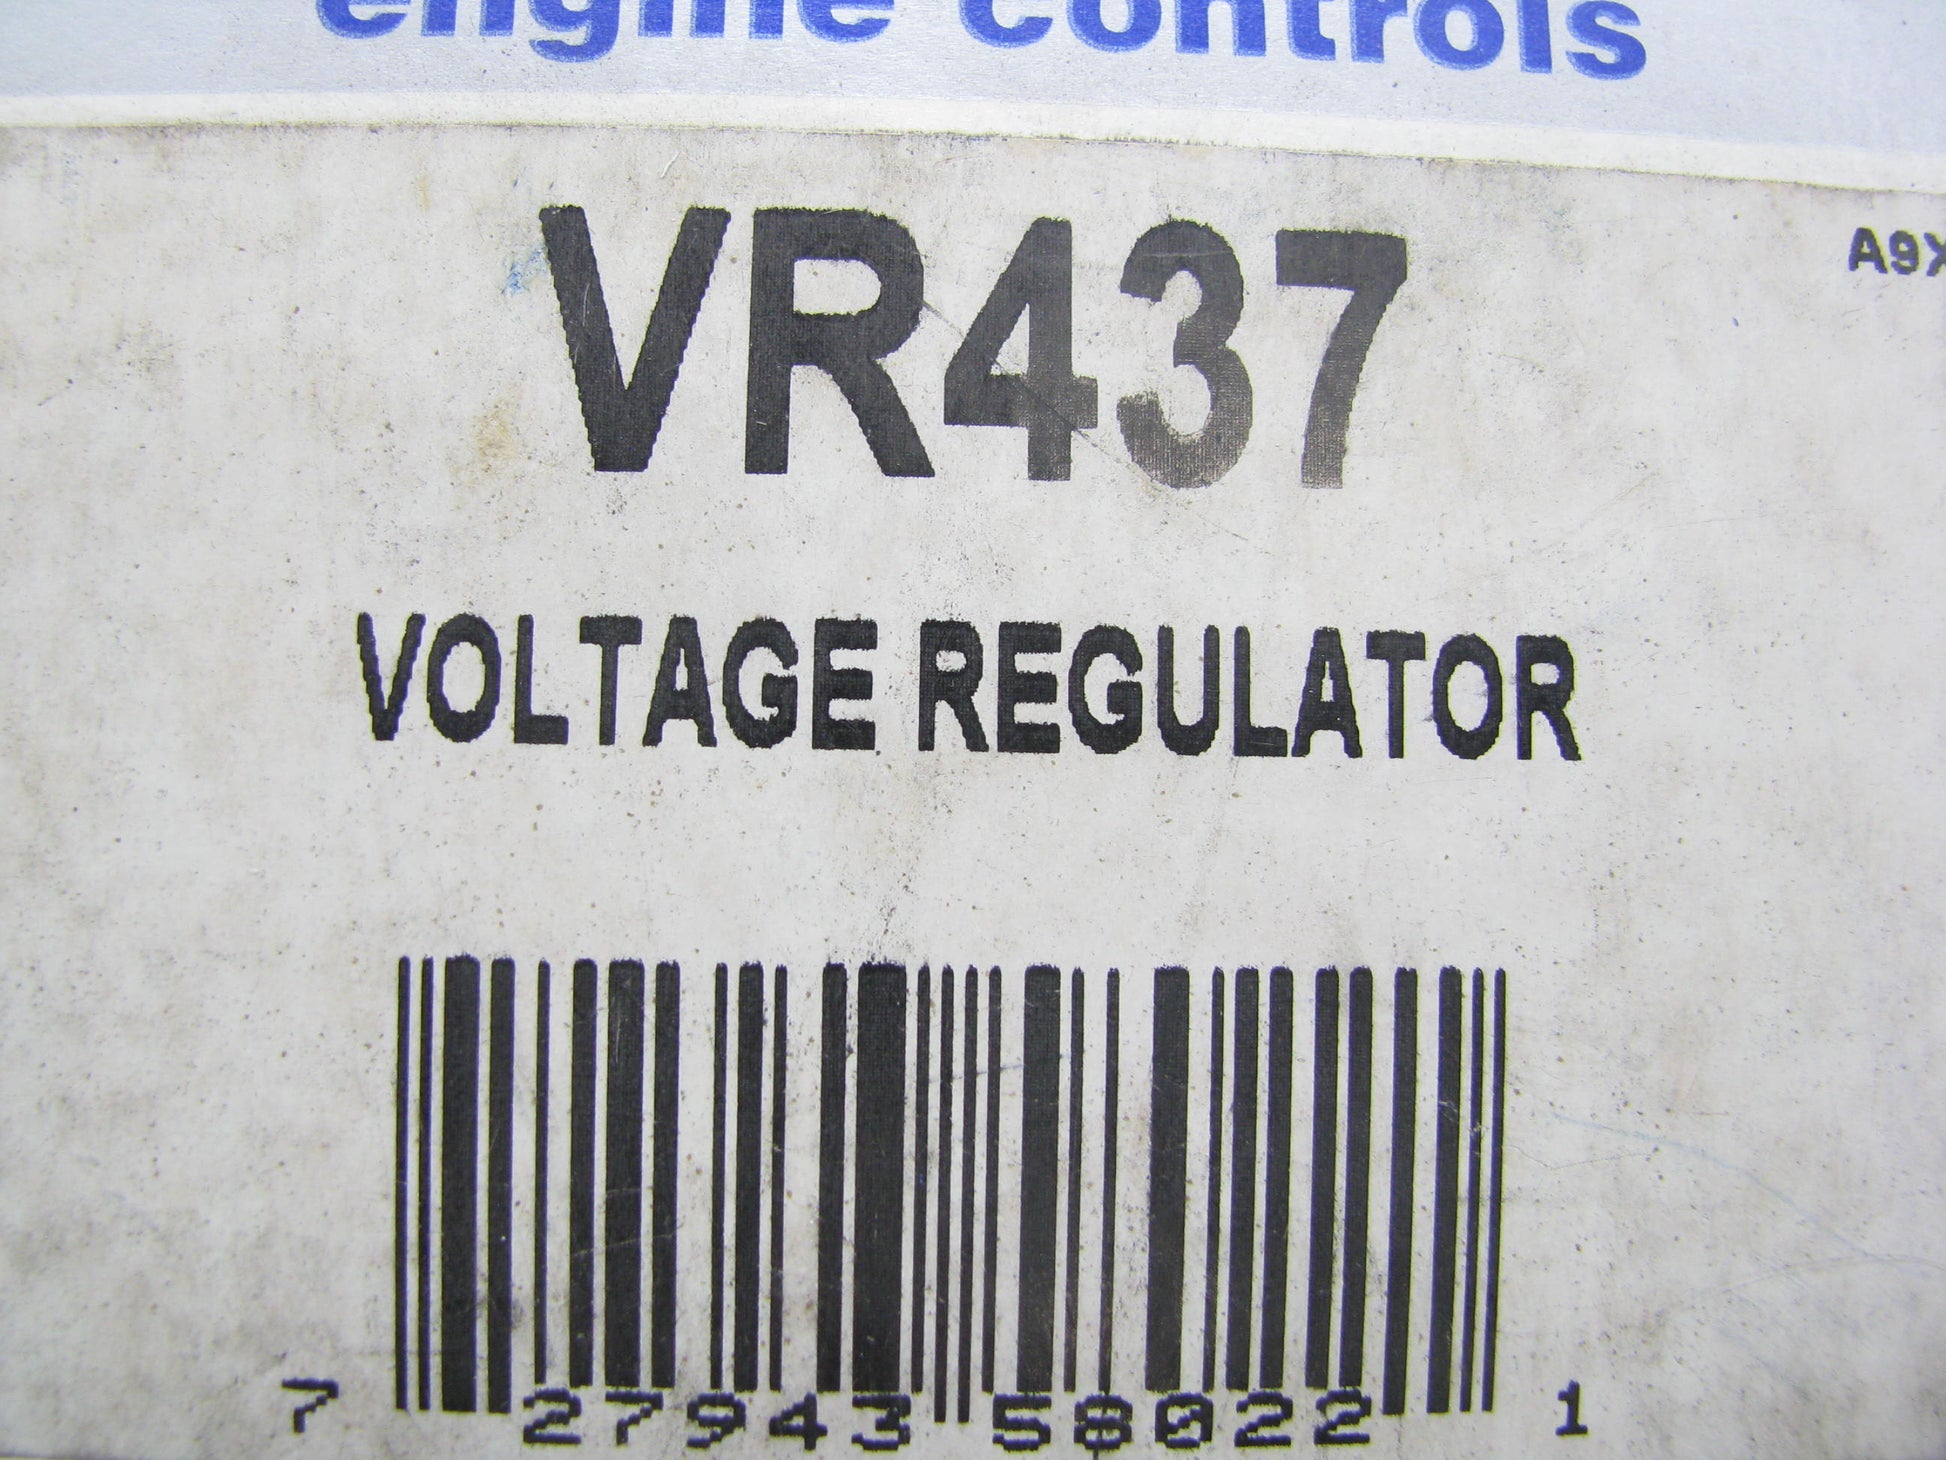 engine controls
VR437
A9X
VOLTAGE REGULATOR
7 27943 58022 1